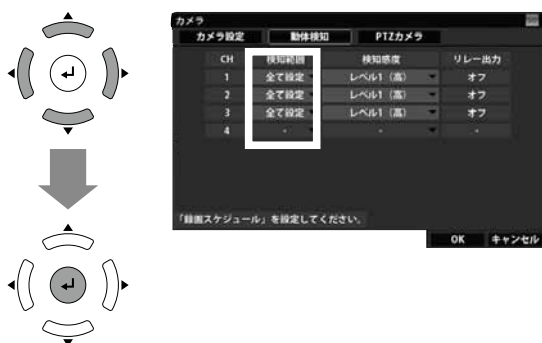 カメラ
カメラ設定 動体検知 PTZカメラ
CH 検知範囲 検知感度 リレー出力
1 全て設定 レベル1（高） オフ
2 全て設定 レベル1（高） オフ
3 全て設定 レベル1（高） オフ
4 - - -
「録画スケジュール」を設定してください。
OK キャンセル